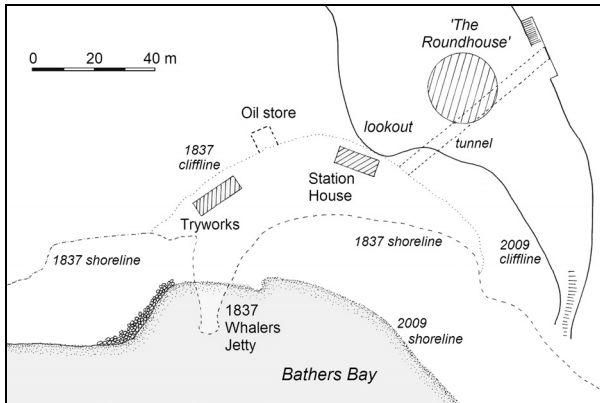 'The
Roundhouse'
0 20 40 m
Oil store
lookout
tunnel
1837
cliffline
Station
House
Tryworks
1837 shoreline
1837 shoreline
2009
cliffline
1837
Whalers
Jetty
2009
shoreline
Bathers Bay